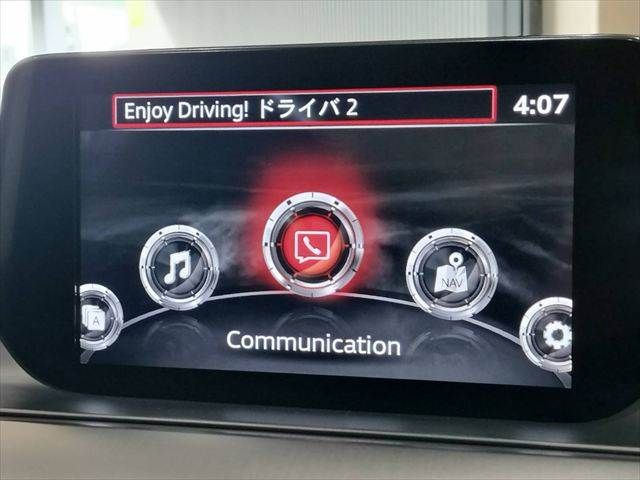 Enjoy Driving! ドライバ 2
4:07
A
NAV
Communication